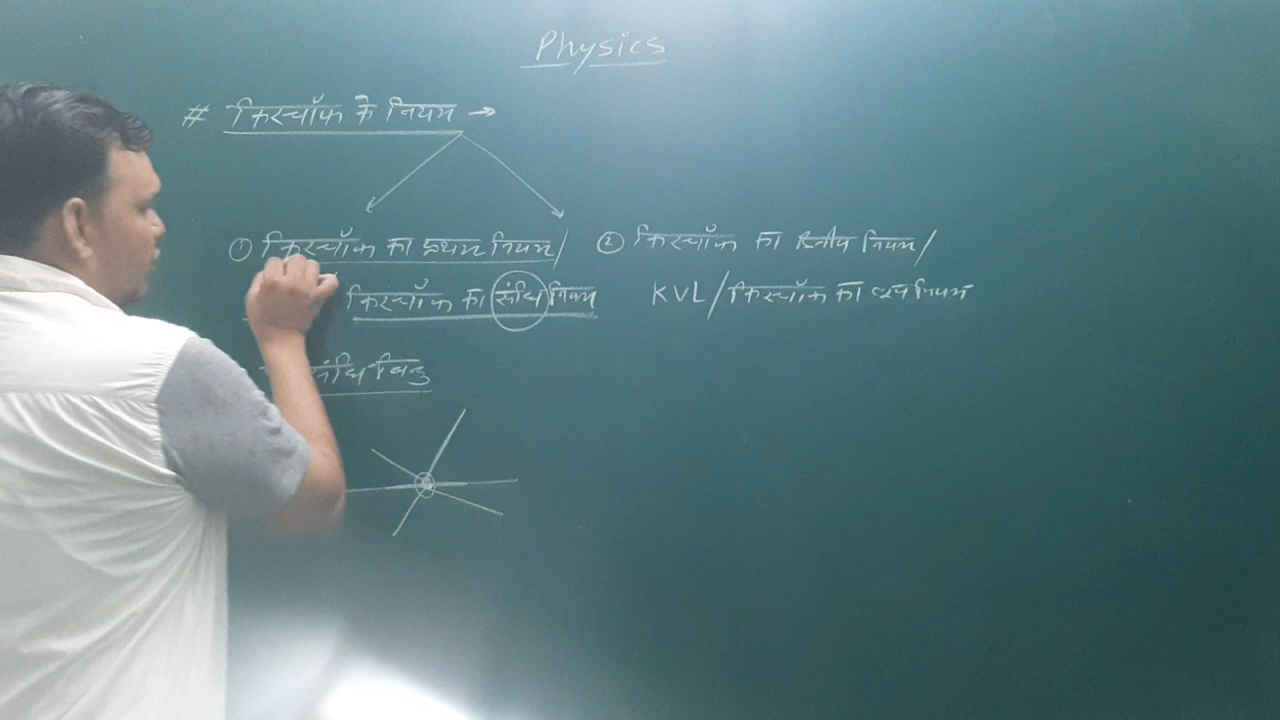 Physics
# किरचॉफ के नियम →
① किरचॉफ का प्रथम नियम/
किरचॉफ का संधि नियम
संधि बिन्दु
② किरचॉफ का द्वितीय नियम/
KVL/किरचॉफ का लूप नियम